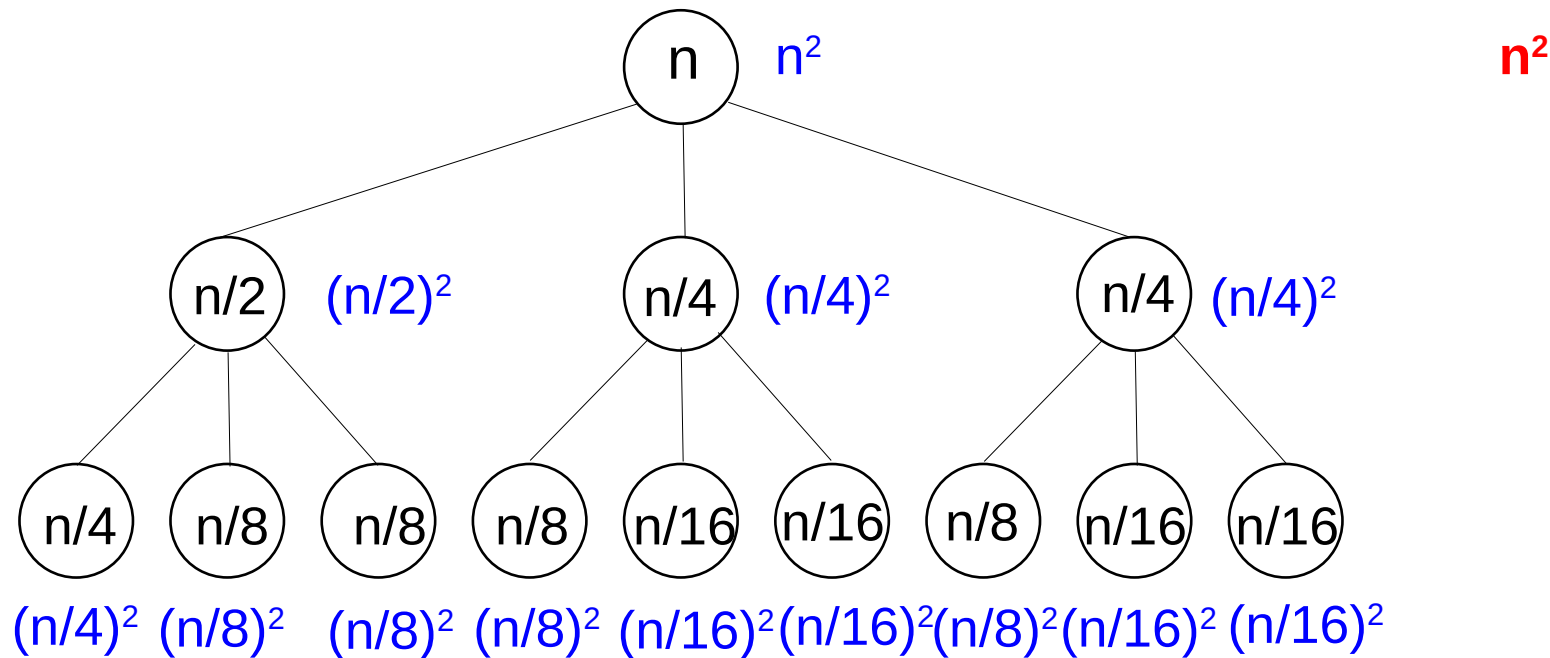 n n² n²
n/2 (n/2)² n/4 (n/4)² n/4 (n/4)²
n/4 n/8 n/8 n/8 n/16 n/16 n/8 n/16 n/16
(n/4)² (n/8)² (n/8)² (n/8)² (n/16)² (n/16)² (n/8)² (n/16)² (n/16)²